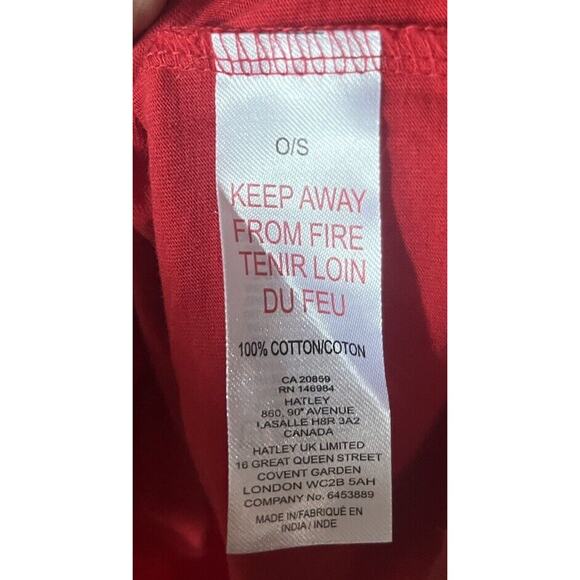 O/S
KEEP AWAY
FROM FIRE
TENIR LOIN
DU FEU
100% COTTON/COTON
CA 20859
RN 146984
HATLEY
860, 90ᵉ AVENUE
LASALLE H8R 3A2
CANADA
HATLEY UK LIMITED
16 GREAT QUEEN STREET
COVENT GARDEN
LONDON WC2B 5AH
COMPANY No. 6453889
MADE IN/FABRIQUÉ EN
INDIA / INDE